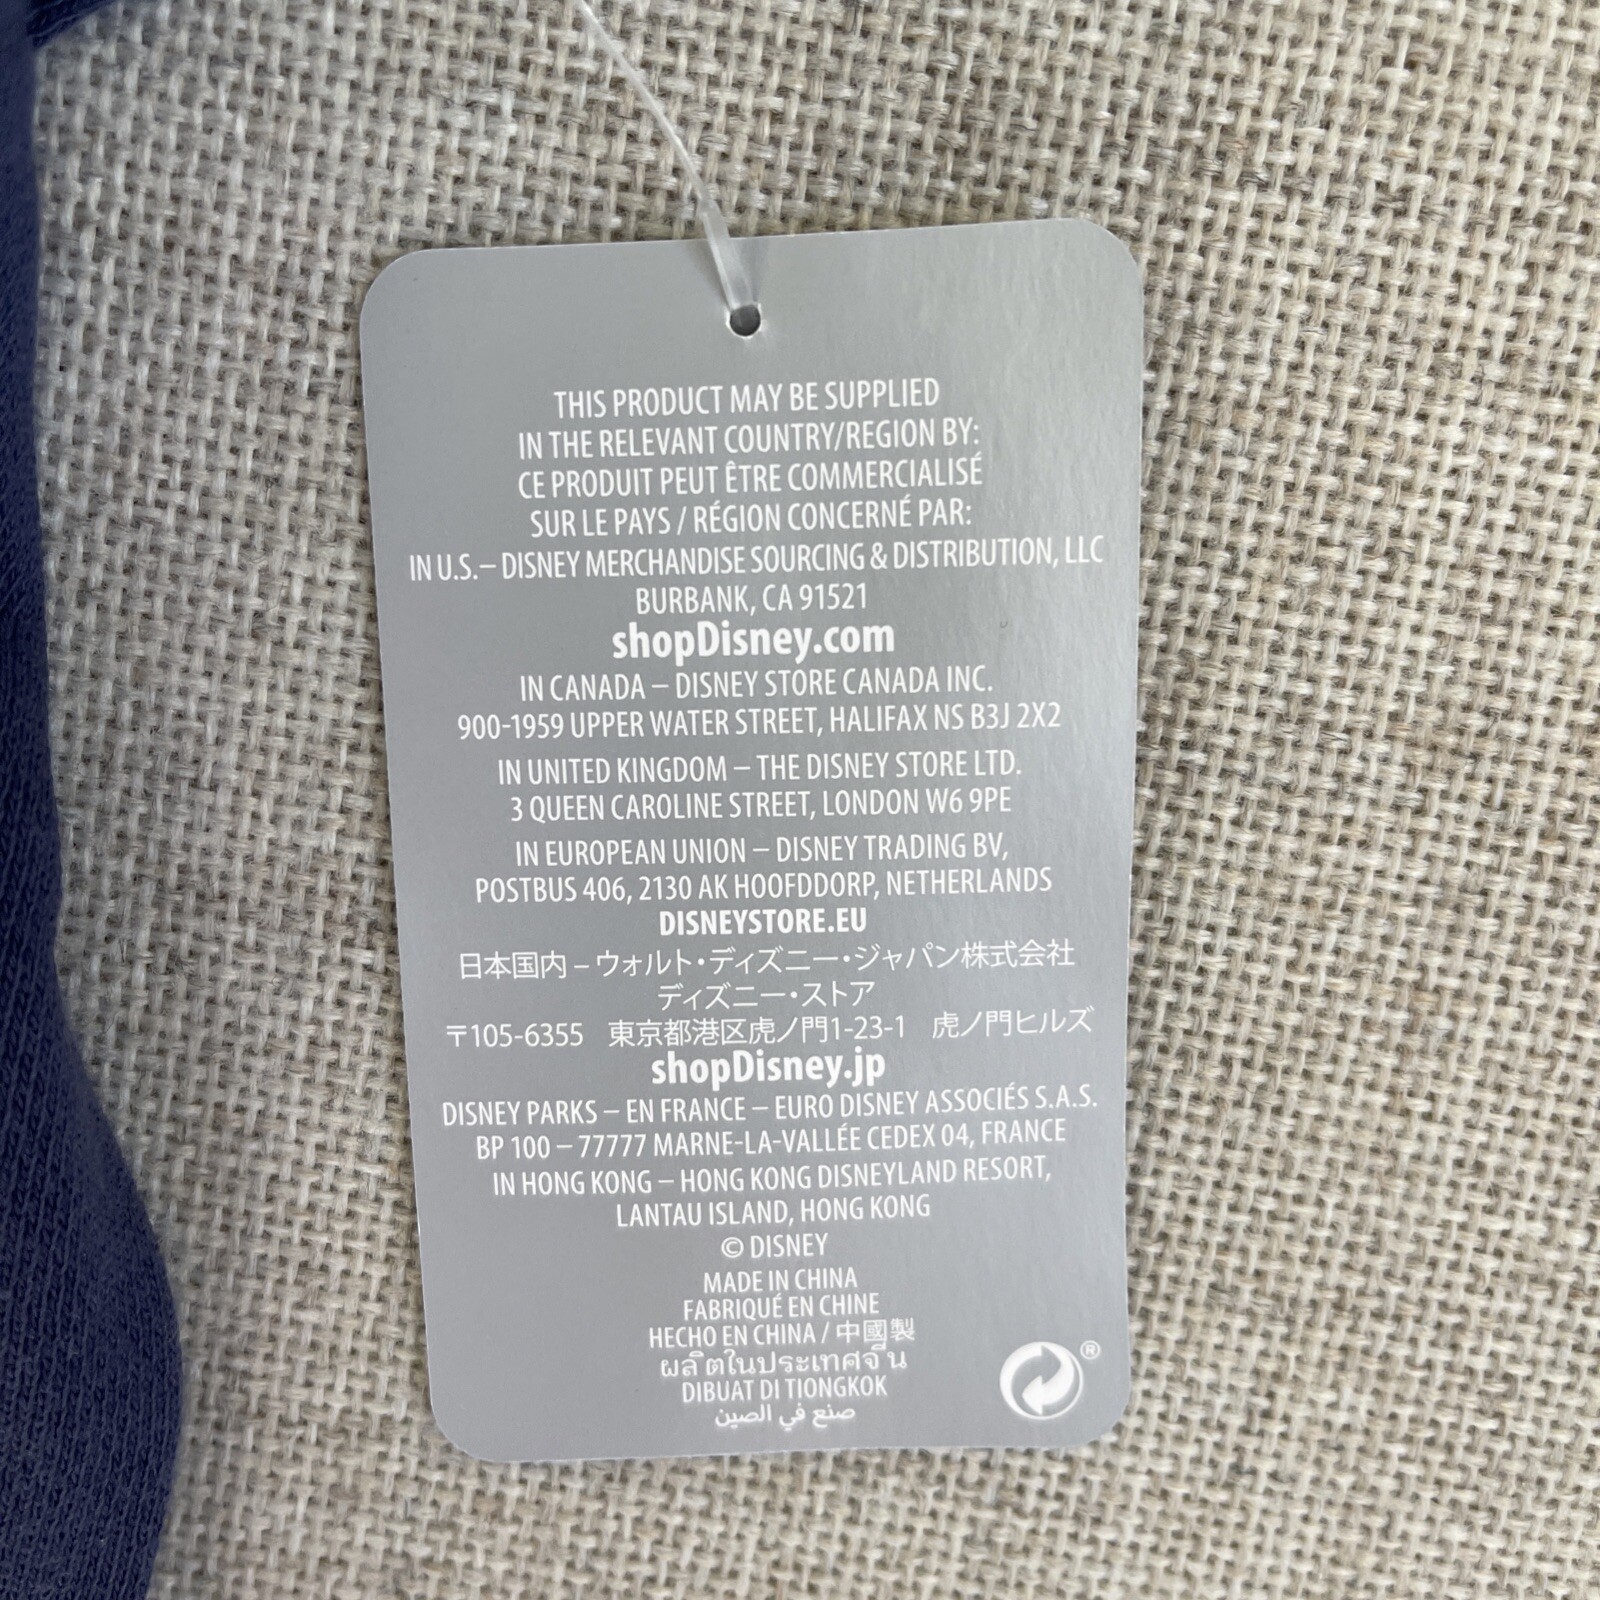 THIS PRODUCT MAY BE SUPPLIED
IN THE RELEVANT COUNTRY/REGION BY:
CE PRODUIT PEUT ÊTRE COMMERCIALISÉ
SUR LE PAYS / RÉGION CONCERNÉ PAR:
IN U.S.– DISNEY MERCHANDISE SOURCING & DISTRIBUTION, LLC
BURBANK, CA 91521
shopDisney.com
IN CANADA – DISNEY STORE CANADA INC.
900-1959 UPPER WATER STREET, HALIFAX NS B3J 2X2
IN UNITED KINGDOM – THE DISNEY STORE LTD.
3 QUEEN CAROLINE STREET, LONDON W6 9PE
IN EUROPEAN UNION – DISNEY TRADING BV,
POSTBUS 406, 2130 AK HOOFDDORP, NETHERLANDS
DISNEYSTORE.EU
日本国内 – ウォルト・ディズニー・ジャパン株式会社
ディズニー・ストア
〒105-6355 東京都港区虎ノ門1-23-1 虎ノ門ヒルズ
shopDisney.jp
DISNEY PARKS – EN FRANCE – EURO DISNEY ASSOCIÉS S.A.S.
BP 100 – 77777 MARNE-LA-VALLÉE CEDEX 04, FRANCE
IN HONG KONG – HONG KONG DISNEYLAND RESORT,
LANTAU ISLAND, HONG KONG
© DISNEY
MADE IN CHINA
FABRIQUÉ EN CHINE
HECHO EN CHINA / 中國製
ผลิตในประเทศจีน
DIBUAT DI TIONGKOK
صنع في الصين
®